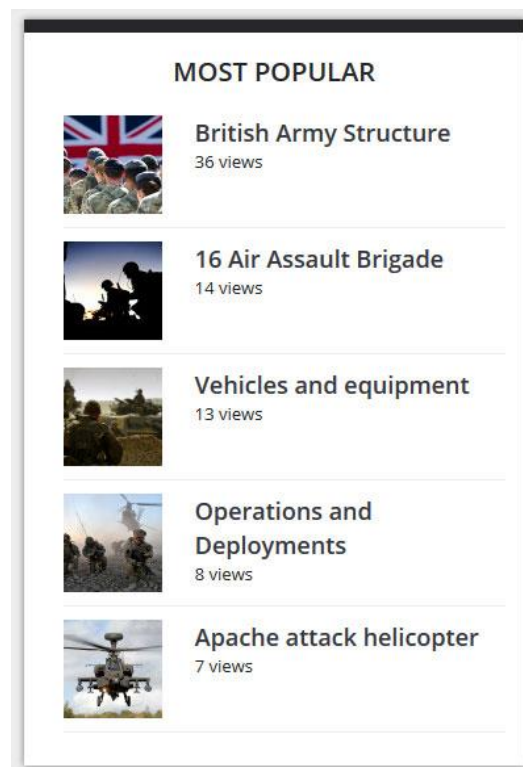 MOST POPULAR
British Army Structure
36 views
16 Air Assault Brigade
14 views
Vehicles and equipment
13 views
Operations and
Deployments
8 views
Apache attack helicopter
7 views